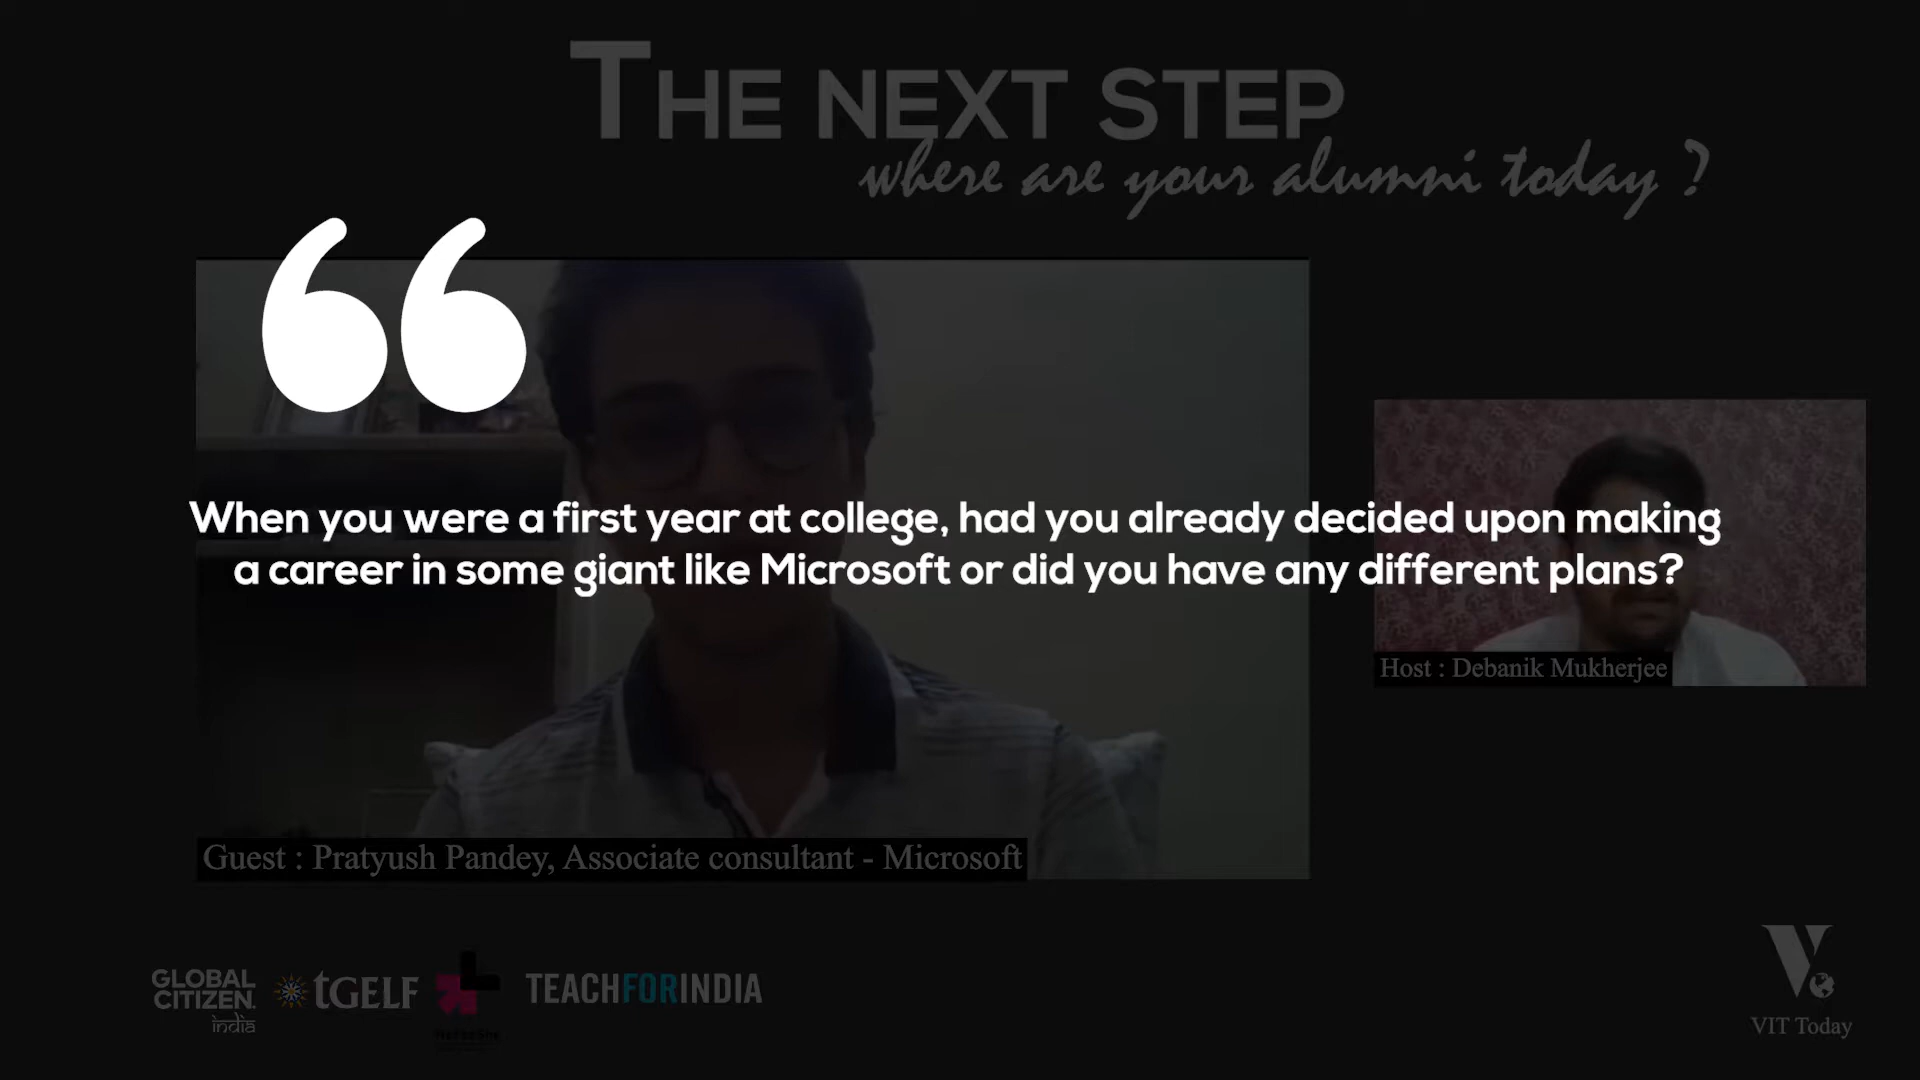 THE NEXT STEP
where are your alumni today ?
When you were a first year at college, had you already decided upon making
a career in some giant like Microsoft or did you have any different plans?
Host : Debanik Mukherjee
Guest : Pratyush Pandey, Associate consultant - Microsoft
GLOBAL
CITIZEN.
india
tGELF
HeForShe
TEACHFORINDIA
VIT Today